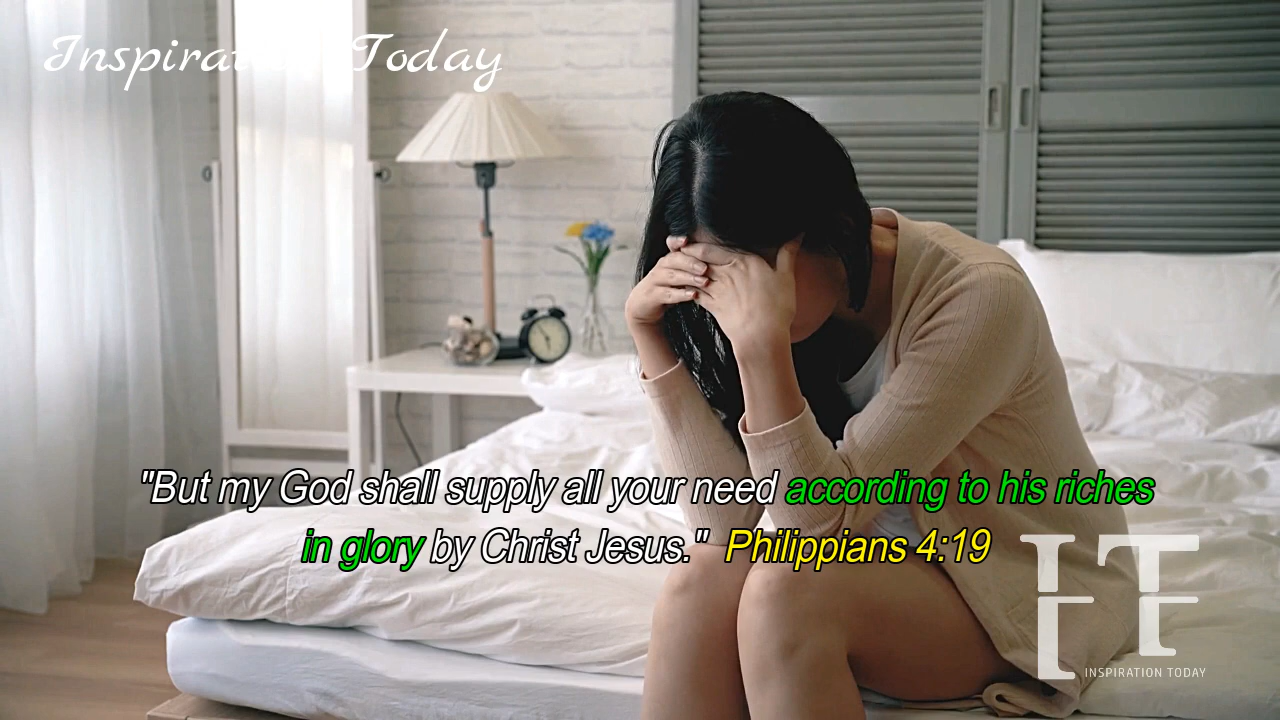 Inspiration Today
"But my God shall supply all your need according to his riches
in glory by Christ Jesus." Philippians 4:19
IT
INSPIRATION TODAY